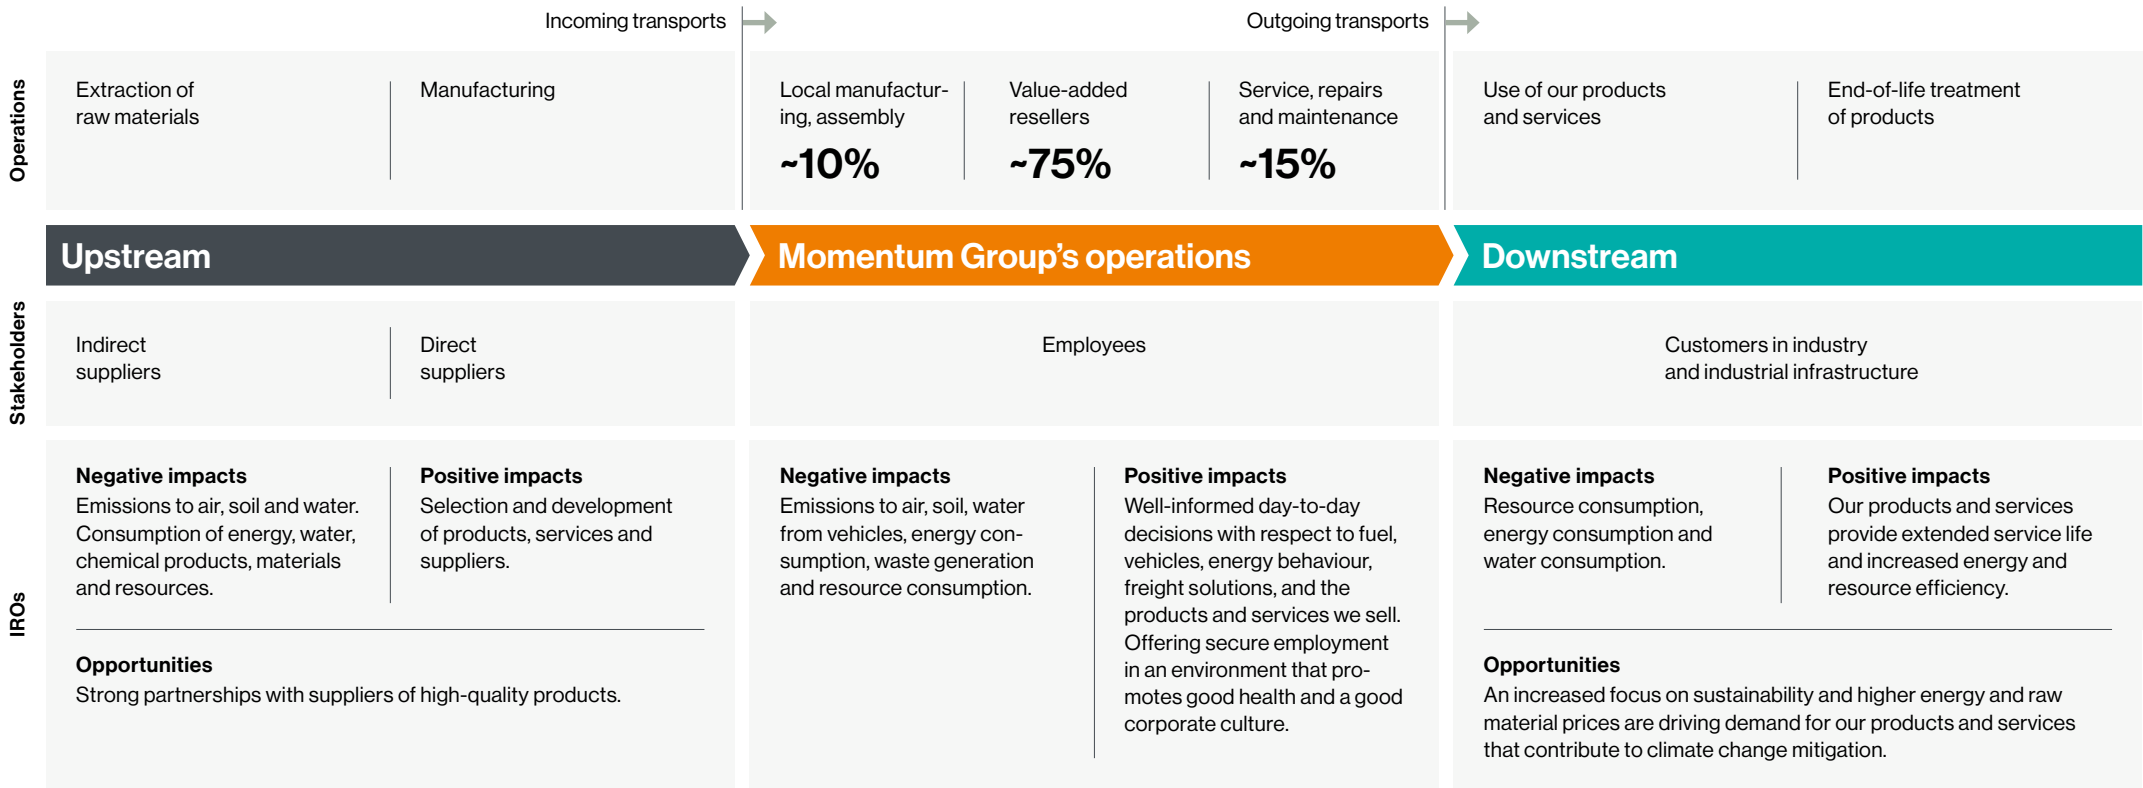 Incoming transports
Outgoing transports
Operations
Extraction of
raw materials
Manufacturing
Local manufactur-
ing, assembly
~10%
Value-added
resellers
~75%
Service, repairs
and maintenance
~15%
Use of our products
and services
End-of-life treatment
of products
Upstream
Momentum Group’s operations
Downstream
Stakeholders
Indirect
suppliers
Direct
suppliers
Employees
Customers in industry
and industrial infrastructure
IROs
Negative impacts
Emissions to air, soil and water.
Consumption of energy, water,
chemical products, materials
and resources.
Positive impacts
Selection and development
of products, services and
suppliers.
Opportunities
Strong partnerships with suppliers of high-quality products.
Negative impacts
Emissions to air, soil, water
from vehicles, energy con-
sumption, waste generation
and resource consumption.
Positive impacts
Well-informed day-to-day
decisions with respect to fuel,
vehicles, energy behaviour,
freight solutions, and the
products and services we sell.
Offering secure employment
in an environment that pro-
motes good health and a good
corporate culture.
Negative impacts
Resource consumption,
energy consumption and
water consumption.
Positive impacts
Our products and services
provide extended service life
and increased energy and
resource efficiency.
Opportunities
An increased focus on sustainability and higher energy and raw
material prices are driving demand for our products and services
that contribute to climate change mitigation.